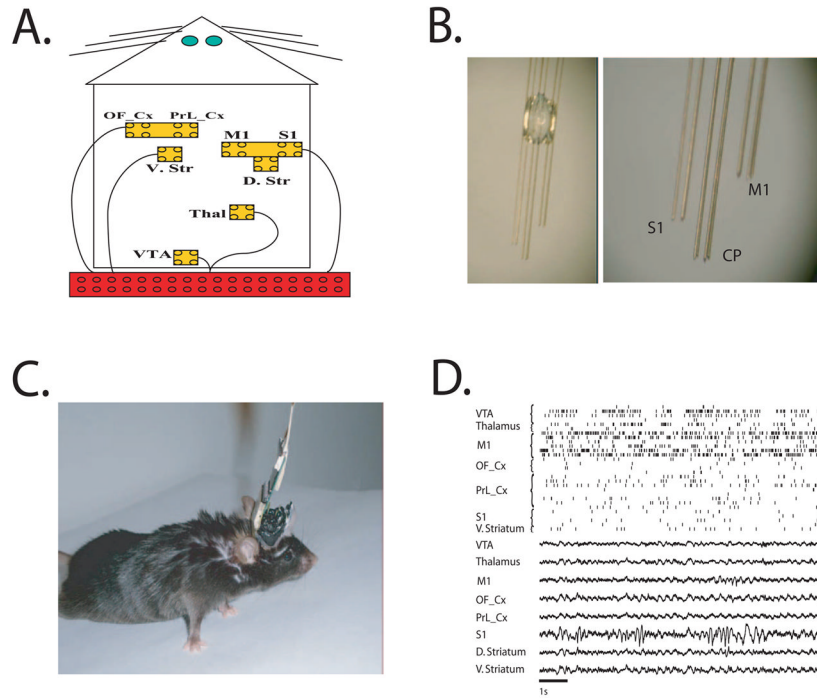 A.
OF_Cx PrL_Cx
M1 S1
V. Str
D. Str
Thal
VTA
B.
M1
S1
CP
C.
D.
VTA
Thalamus
M1
OF_Cx
PrL_Cx
S1
V.Striatum
VTA
Thalamus
M1
OF_Cx
PrL_Cx
S1
D.Striatum
V.Striatum
1s